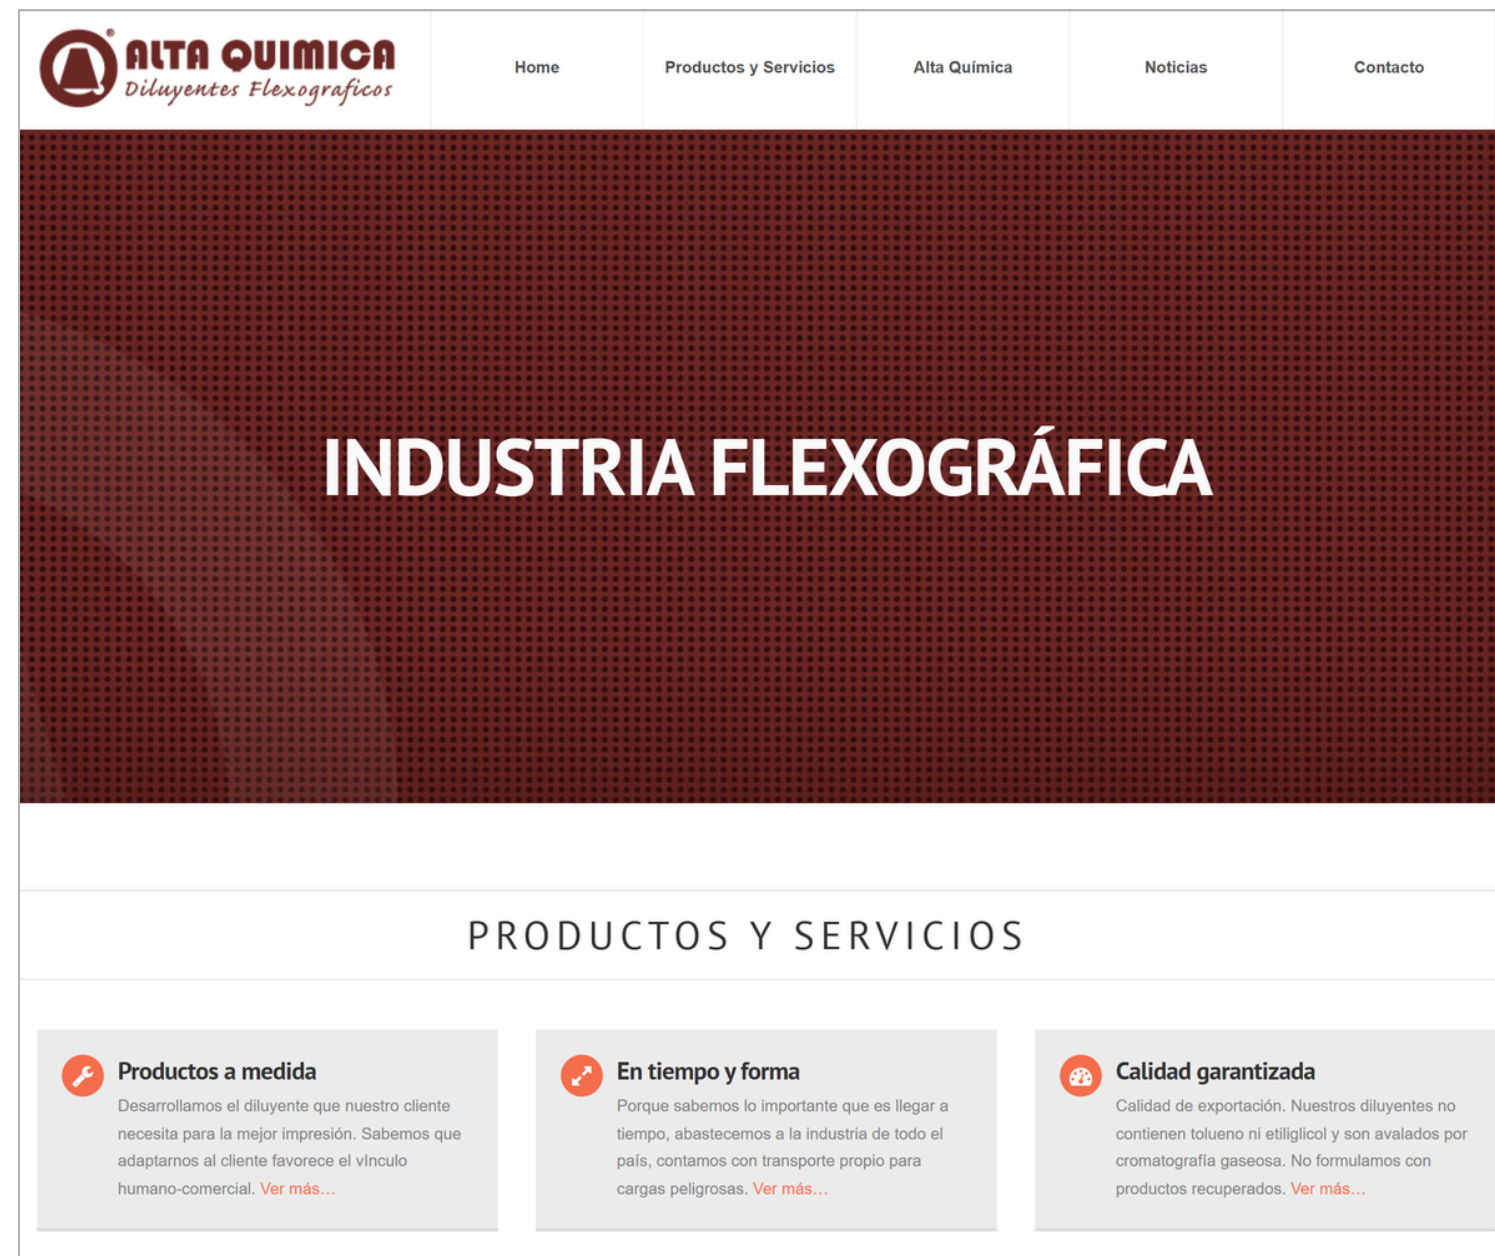 ALTA QUIMICA
Diluyentes Flexograficos
Home
Productos y Servicios
Alta Química
Noticias
Contacto
INDUSTRIA FLEXOGRÁFICA
PRODUCTOS Y SERVICIOS
Productos a medida
Desarrollamos el diluyente que nuestro cliente
necesita para la mejor impresión. Sabemos que
adaptarnos al cliente favorece el vInculo
humano-comercial. Ver más...
En tiempo y forma
Porque sabemos lo importante que es llegar a
tiempo, abastecemos a la industria de todo el
país, contamos con transporte propio para
cargas peligrosas. Ver más...
Calidad garantizada
Calidad de exportación. Nuestros diluyentes no
contienen tolueno ni etiliglicol y son avalados por
cromatografía gaseosa. No formulamos con
productos recuperados. Ver más...